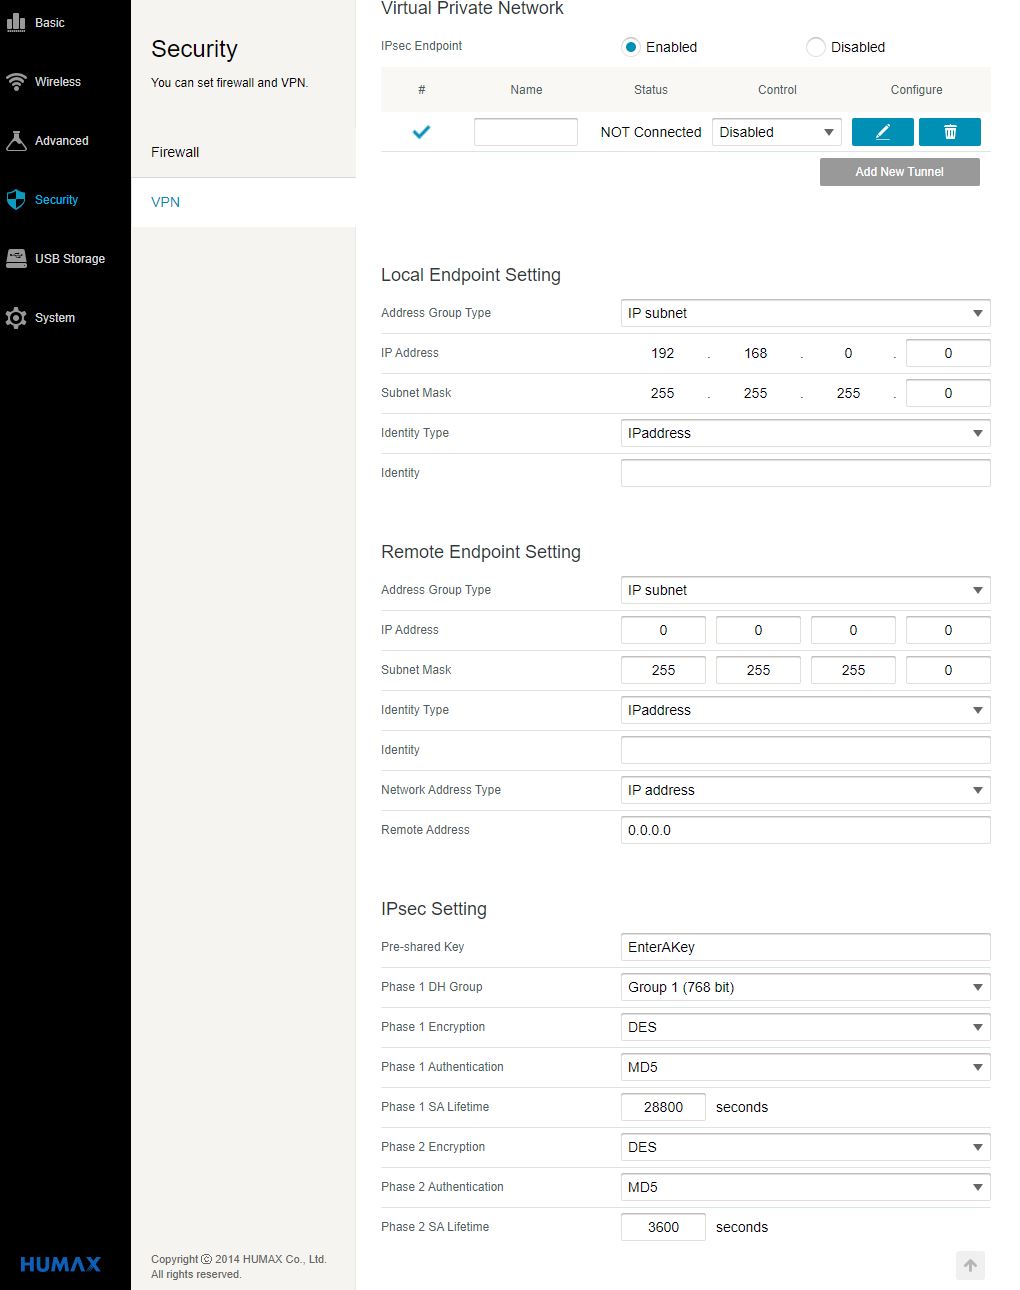 Basic
Wireless
Advanced
Security
USB Storage
System
HUMAX
Security
You can set firewall and VPN.
Firewall
VPN
Copyright © 2014 HUMAX Co., Ltd.
All rights reserved.
Virtual Private Network
IPsec Endpoint Enabled Disabled
# Name Status Control Configure
NOT Connected Disabled
Add New Tunnel
Local Endpoint Setting
Address Group Type IP subnet
IP Address 192 . 168 . 0 . 0
Subnet Mask 255 . 255 . 255 . 0
Identity Type IPaddress
Identity
Remote Endpoint Setting
Address Group Type IP subnet
IP Address 0 0 0 0
Subnet Mask 255 255 255 0
Identity Type IPaddress
Identity
Network Address Type IP address
Remote Address 0.0.0.0
IPsec Setting
Pre-shared Key EnterAKey
Phase 1 DH Group Group 1 (768 bit)
Phase 1 Encryption DES
Phase 1 Authentication MD5
Phase 1 SA Lifetime 28800 seconds
Phase 2 Encryption DES
Phase 2 Authentication MD5
Phase 2 SA Lifetime 3600 seconds